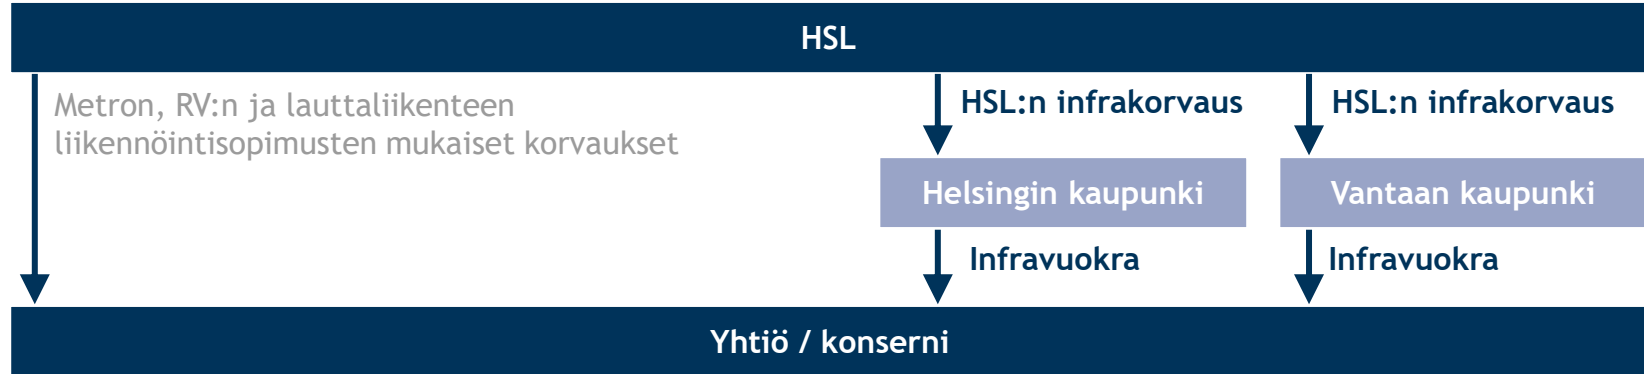 HSL
Metron, RV:n ja lauttaliikenteen
liikennöintisopimusten mukaiset korvaukset
HSL:n infrakorvaus
HSL:n infrakorvaus
Helsingin kaupunki
Vantaan kaupunki
Infravuokra
Infravuokra
Yhtiö / konserni